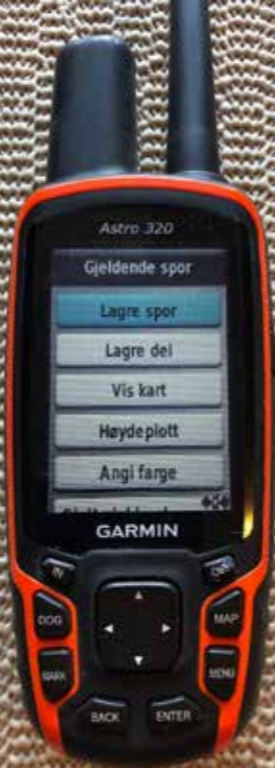 Astro 320
Gjeldende spor
Lagre spor
Lagre del
Vis kart
Høydeplott
Angi farge
GARMIN
IN
DOG
MAP
MARK
MENU
BACK
ENTER